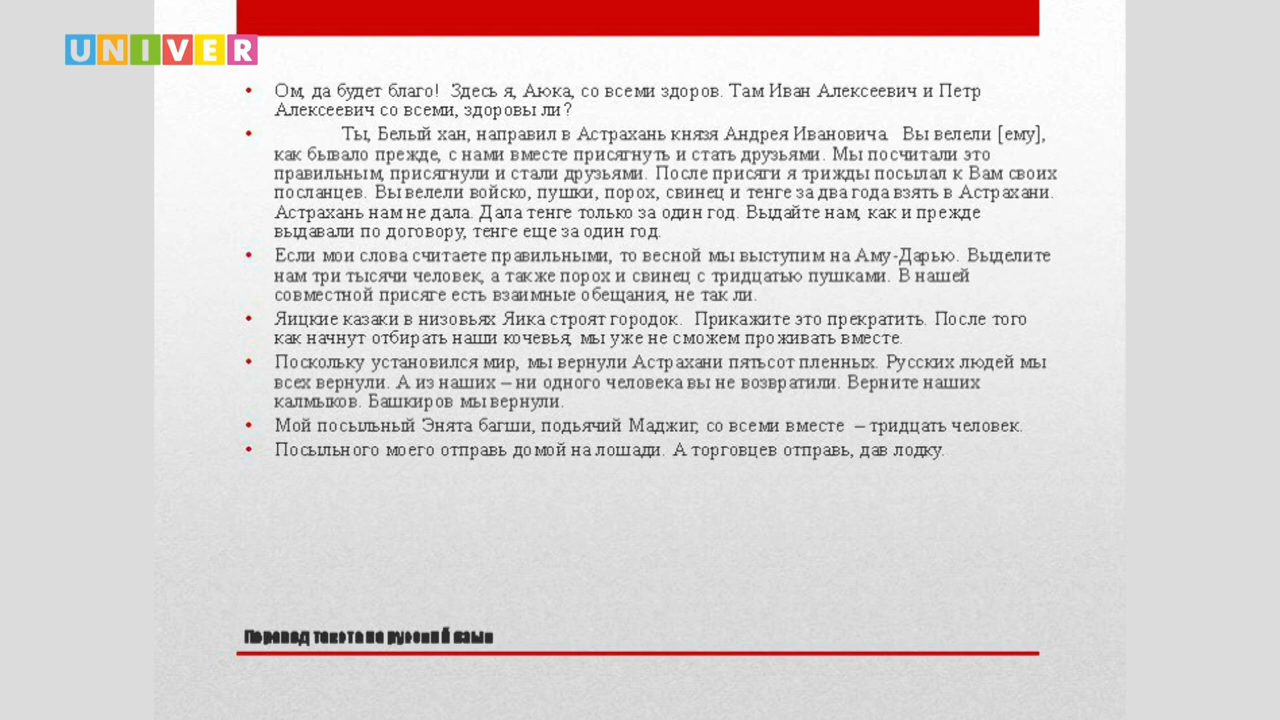 UNIVER
• Ом, да будет благо! Здесь я, Аюка, со всеми здоров. Там Иван Алексеевич и Петр
Алексеевич со всеми, здоровы ли?
• Ты, Белый хан, направил в Астрахань князя Андрея Ивановича. Вы велели [ему],
как бывало прежде, с нами вместе присягнуть и стать друзьями. Мы посчитали это
правильным, присягнули и стали друзьями. После присяги я трижды посылал к Вам своих
посланцев. Вы велели войско, пушки, порох, свинец и тенге за два года взять в Астрахани.
Астрахань нам не дала. Дала тенге только за один год. Выдайте нам, как и прежде
выдавали по договору, тенге еще за один год.
• Если мои слова считаете правильными, то весной мы выступим на Аму-Дарью. Выделите
нам три тысячи человек, а также порох и свинец с тридцатью пушками. В нашей
совместной присяге есть взаимные обещания, не так ли.
• Яицкие казаки в низовьях Яика строят городок. Прикажите это прекратить. После того
как начнут отбирать наши кочевья, мы уже не сможем проживать вместе.
• Поскольку установился мир, мы вернули Астрахани пятьсот пленных. Русских людей мы
всех вернули. А из наших – ни одного человека вы не возвратили. Верните наших
калмыков. Башкиров мы вернули.
• Мой посыльный Энята багши, подьячий Маджиг, со всеми вместе – тридцать человек.
• Посыльного моего отправь домой на лошади. А торговцев отправь, дав лодку.
Перевод текста на русский язык